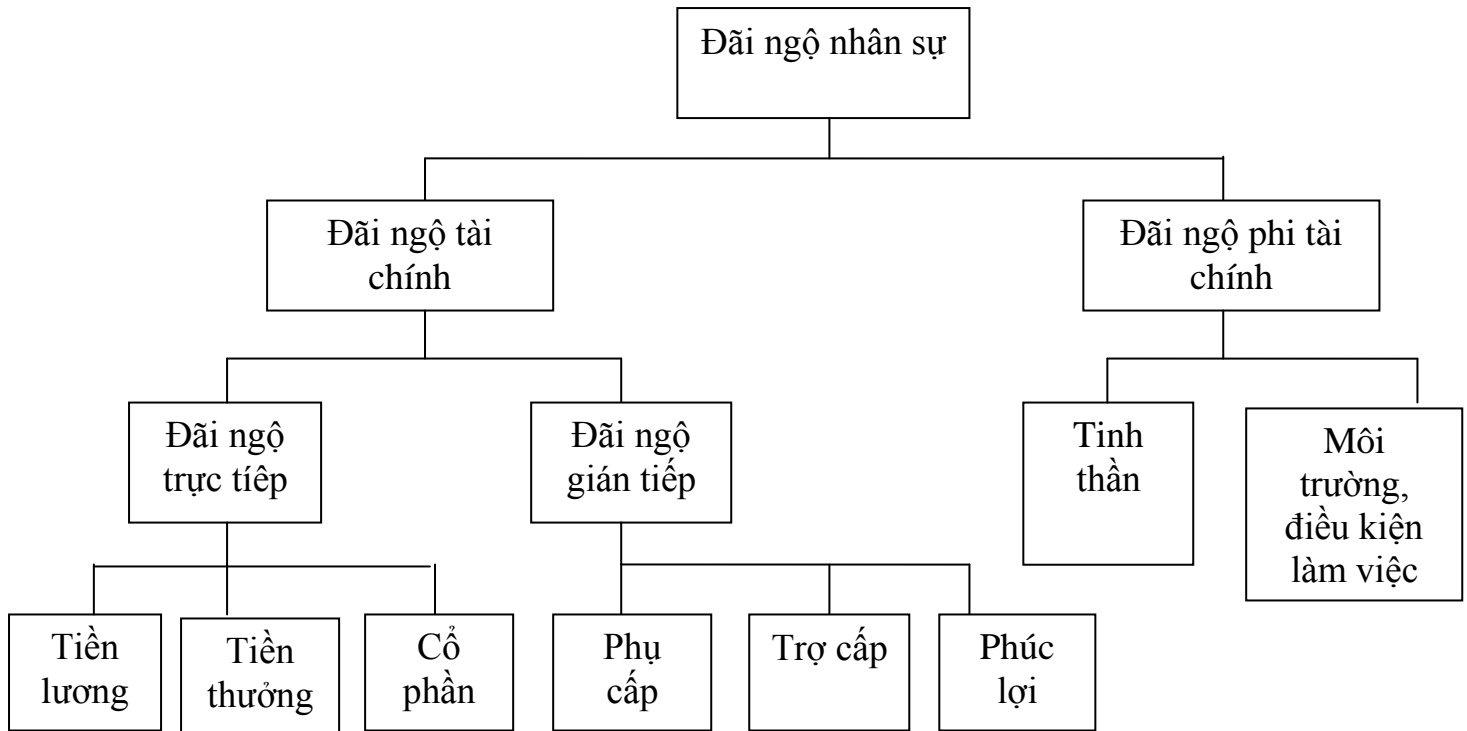 Đãi ngộ nhân sự
Đãi ngộ tài
chính
Đãi ngộ phi tài
chính
Đãi ngộ
trực tíêp
Đãi ngộ
gián tiếp
Tinh
thần
Môi
trường,
điều kiện
làm việc
Tiền
lương
Tiền
thưởng
Cổ
phần
Phụ
cấp
Trợ cấp
Phúc
lợi